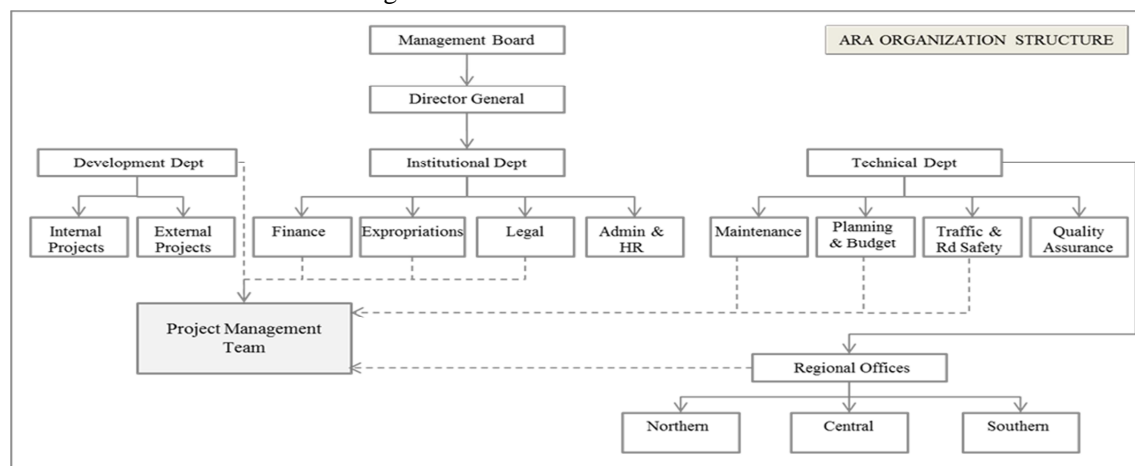 Management Board
ARA ORGANIZATION STRUCTURE
Director General
Development Dept
Institutional Dept
Technical Dept
Internal
Projects
External
Projects
Finance
Expropriations
Legal
Admin &
HR
Maintenance
Planning
& Budget
Traffic &
Rd Safety
Quality
Assurance
Project Management
Team
Regional Offices
Northern
Central
Southern